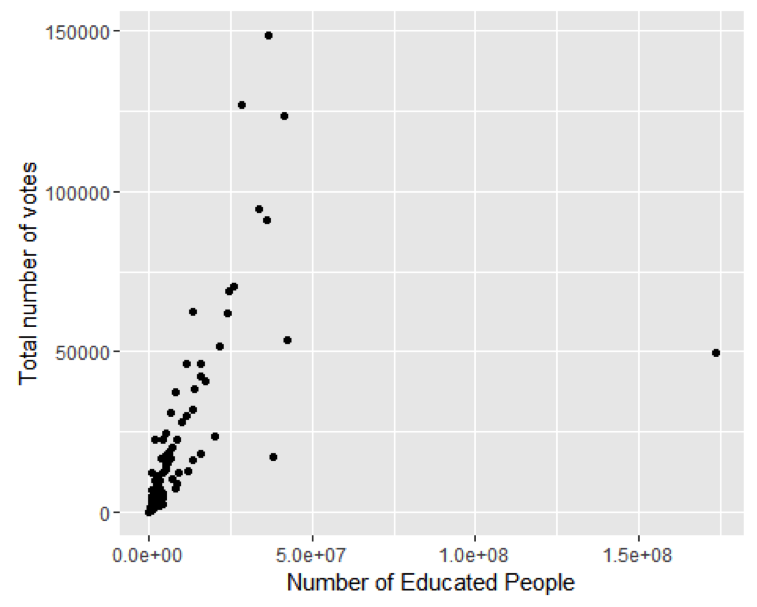 150000
100000
Total number of votes
50000
0
0.0e+00 5.0e+07 1.0e+08 1.5e+08
Number of Educated People